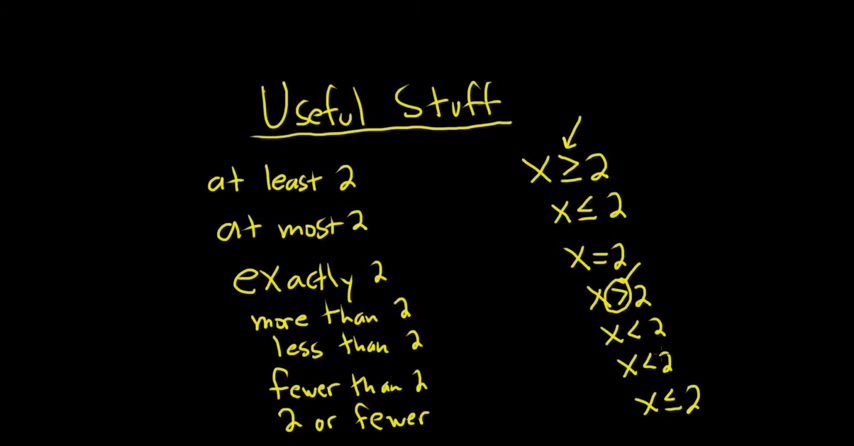 Useful Stuff
at least 2 x ≥ 2
at most 2 x ≤ 2
exactly 2 x = 2
more than 2 x > 2
less than 2 x < 2
fewer than 2 x < 2
2 or fewer x ≤ 2